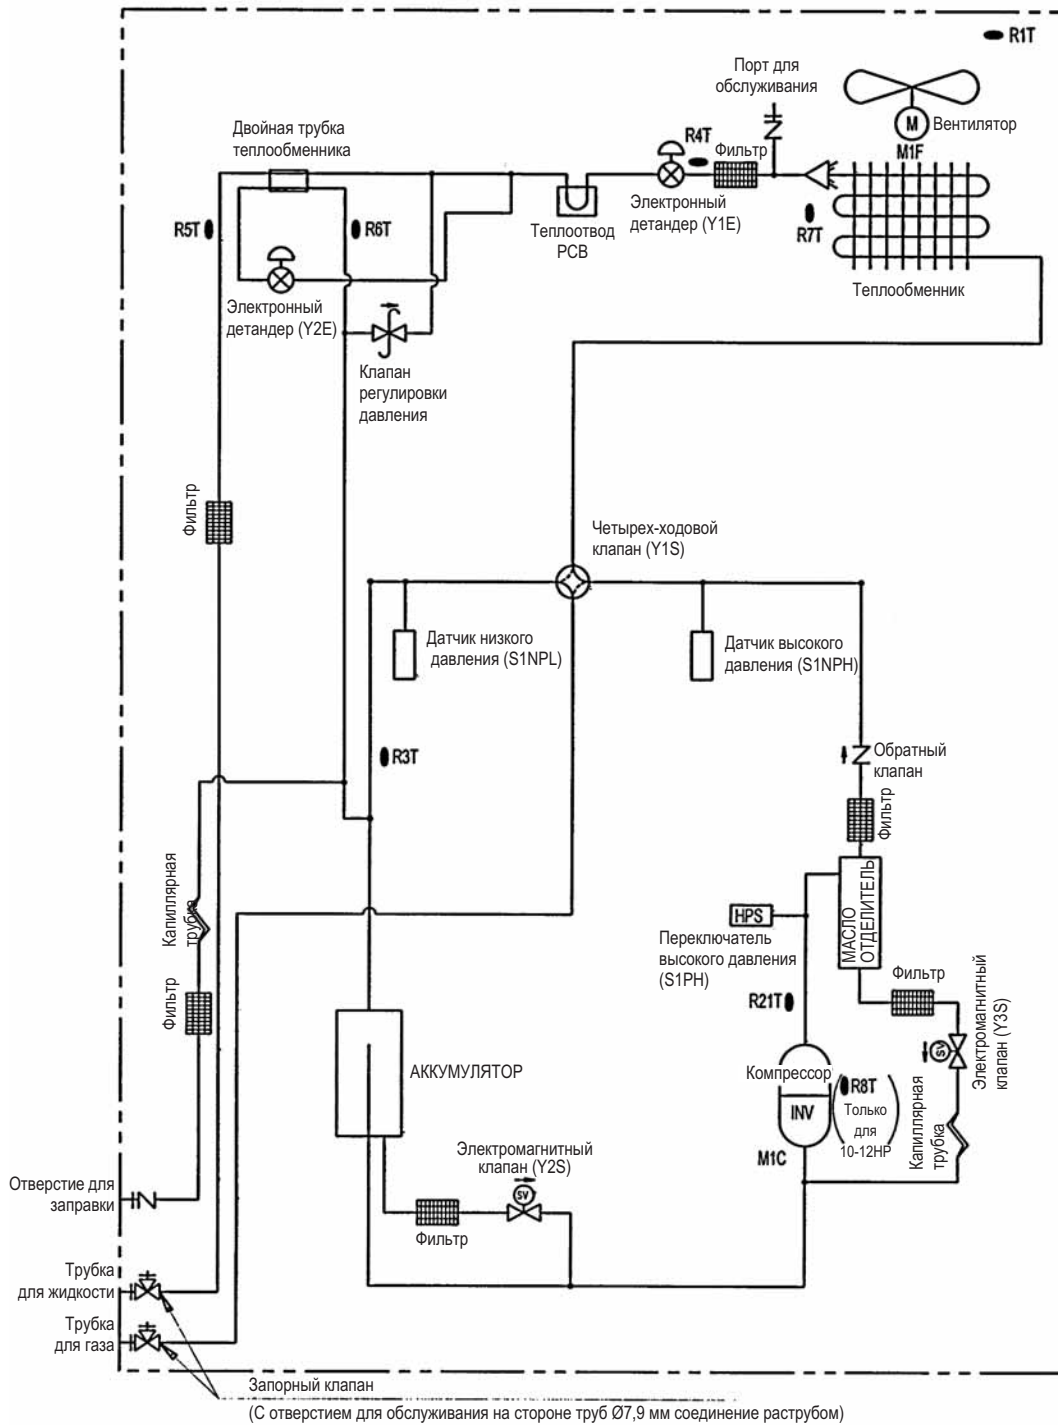 R1T
Порт для
обслуживания
M
Вентилятор
M1F
Двойная трубка
теплообменника
R4T
Фильтр
R5T
R6T
Теплоотвод
PCB
Электронный
детандер (Y1E)
R7T
Теплообменник
Электронный
детандер (Y2E)
Клапан
регулировки
давления
Фильтр
Четырех-ходовой
клапан (Y1S)
Датчик низкого
давления (S1NPL)
Датчик высокого
давления (S1NPH)
R3T
Обратный
клапан
Фильтр
Капиллярная
трубка
HPS
МАСЛО
ОТДЕЛИТЕЛЬ
Переключатель
высокого давления
(S1PH)
Фильтр
Фильтр
R21T
Электромагнитный
клапан (Y3S)
SV
АККУМУЛЯТОР
Компрессор
R8T
INV
Только
для
10-12HP
Капиллярная
трубка
M1C
Электромагнитный
клапан (Y2S)
SV
Фильтр
Отверстие для
заправки
Трубка
для жидкости
Трубка
для газа
Запорный клапан
(С отверстием для обслуживания на стороне труб Ø7,9 мм соединение раструбом)